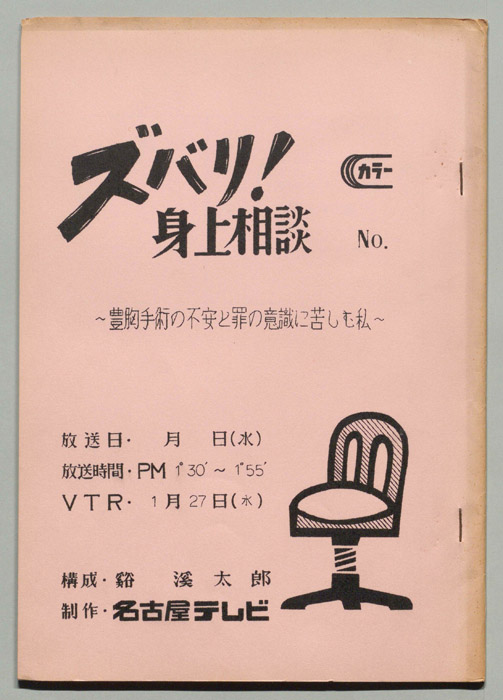 ズバリ!
カラー
身上相談
No.
～豊胸手術の不安と罪の意識に苦しむ私～
放送日・ 月 日(水)
放送時間・PM 1°30′～1°55′
VTR・ 1月27日(水)
構成・谿 溪太郎
制作・名古屋テレビ